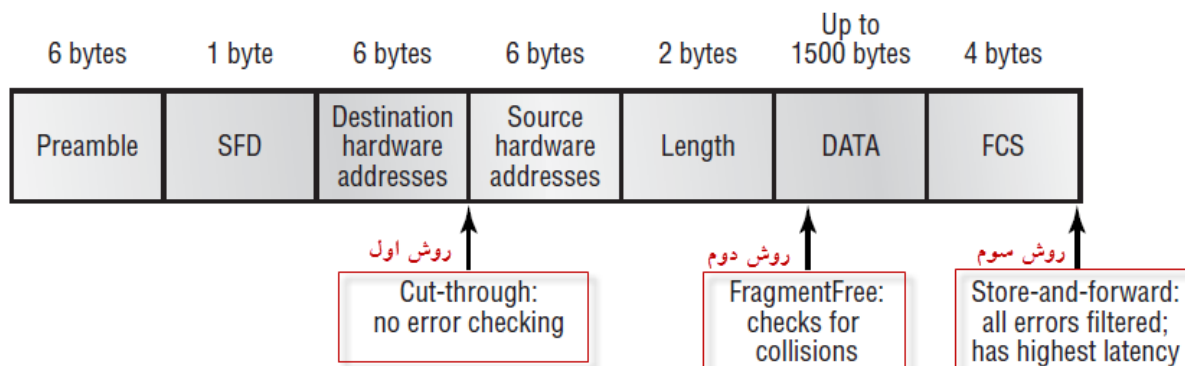 Up to
6 bytes 1 byte 6 bytes 6 bytes 2 bytes 1500 bytes 4 bytes
Preamble
SFD
Destination
hardware
addresses
Source
hardware
addresses
Length
DATA
FCS
روش اول
Cut-through:
no error checking
روش دوم
FragmentFree:
checks for
collisions
روش سوم
Store-and-forward:
all errors filtered;
has highest latency